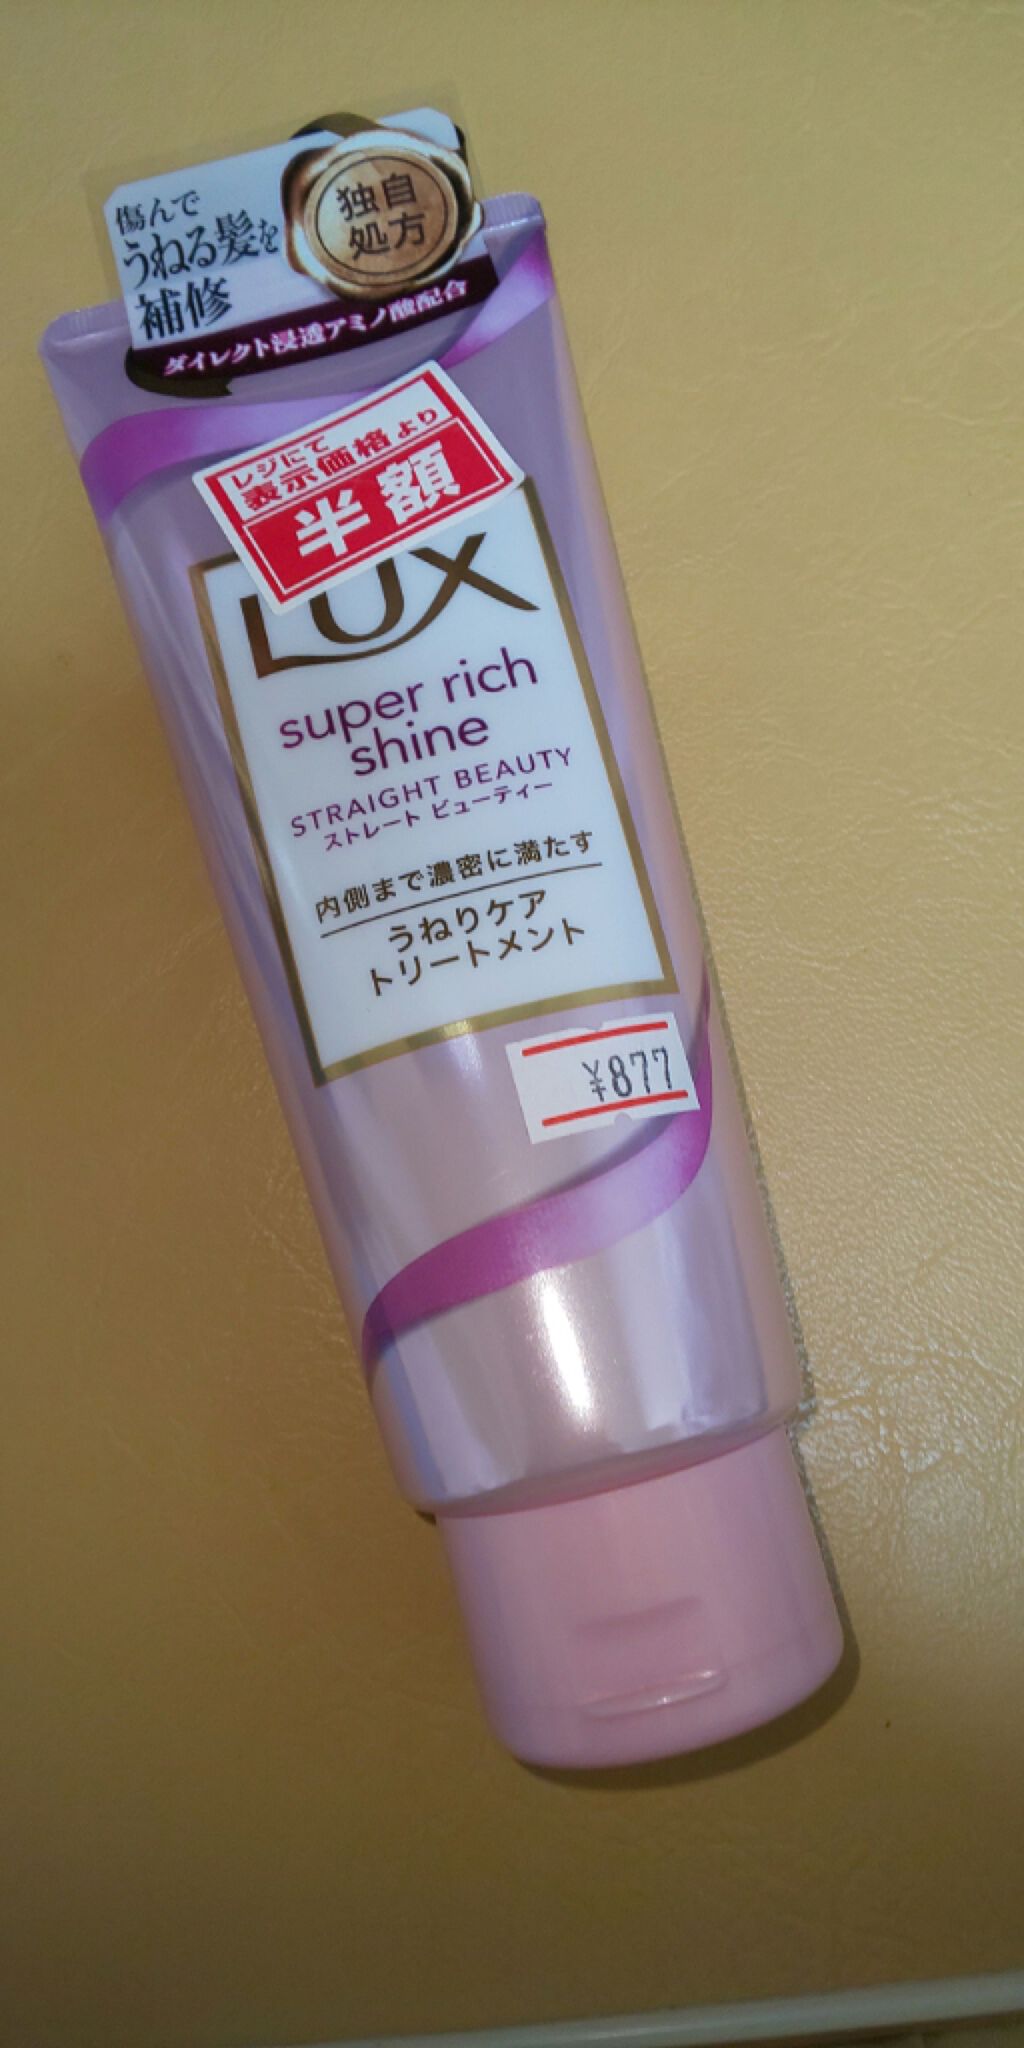 傷んで
うねる髪を
補修
独自
処方
ダイレクト浸透アミノ酸配合
レジにて
表示価格より
半額
LUX
super rich
shine
STRAIGHT BEAUTY
ストレート ビューティー
内側まで濃密に満たす
うねりケア
トリートメント
¥877